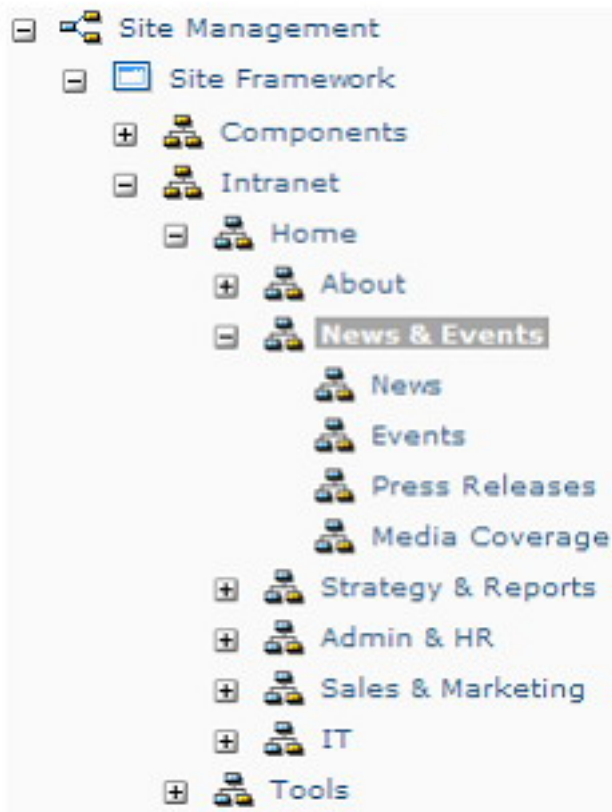 Site Management
Site Framework
Components
Intranet
Home
About
News & Events
News
Events
Press Releases
Media Coverage
Strategy & Reports
Admin & HR
Sales & Marketing
IT
Tools